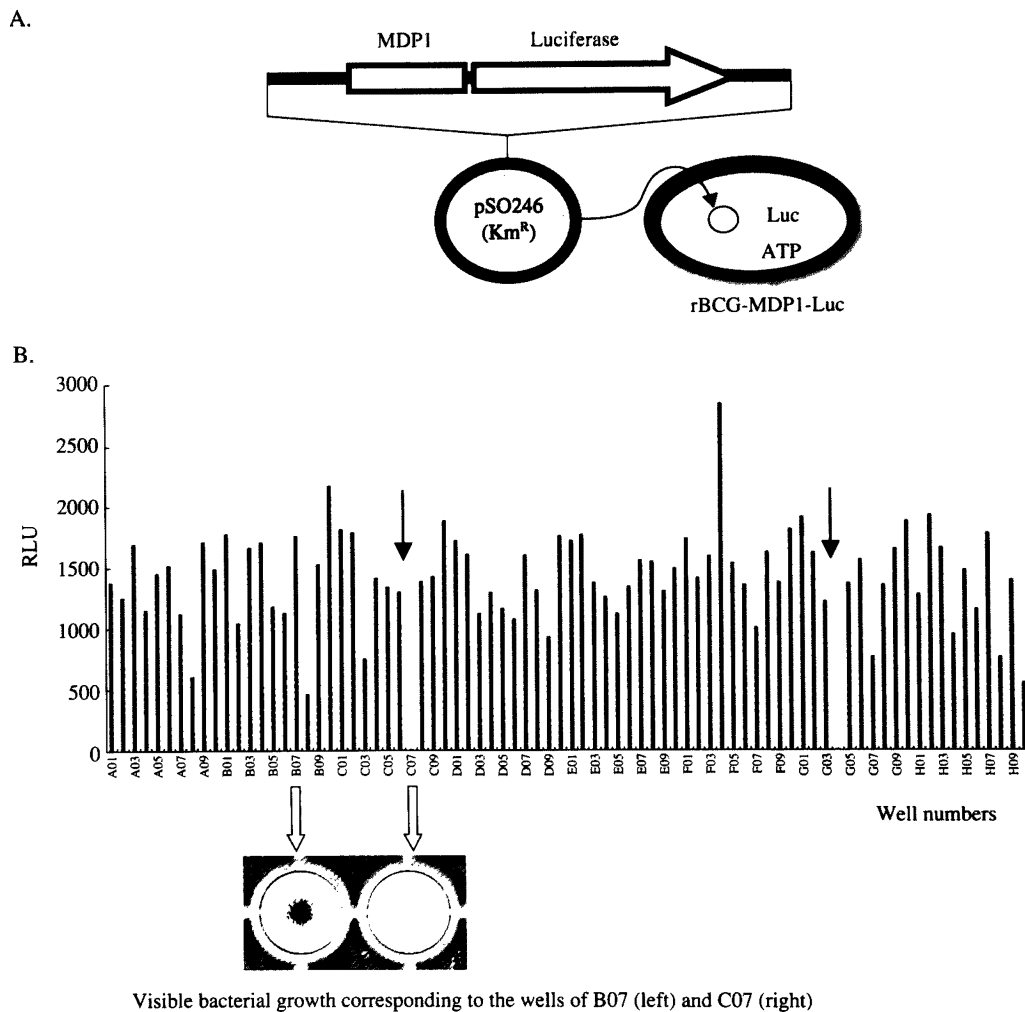 A.
MDP1 Luciferase
pSO246
(Km^R)
Luc
ATP
rBCG-MDP1-Luc
B.
3000
2500
2000
1500
1000
500
0
RLU
A01 A03 A05 A07 A09 B01 B03 B05 B07 B09 C01 C03 C05 C07 C09 D01 D03 D05 D07 D09 E01 E03 E05 E07 E09 F01 F03 F05 F07 F09 G01 G03 G05 G07 G09 H01 H03 H05 H07 H09
Well numbers
Visible bacterial growth corresponding to the wells of B07 (left) and C07 (right)